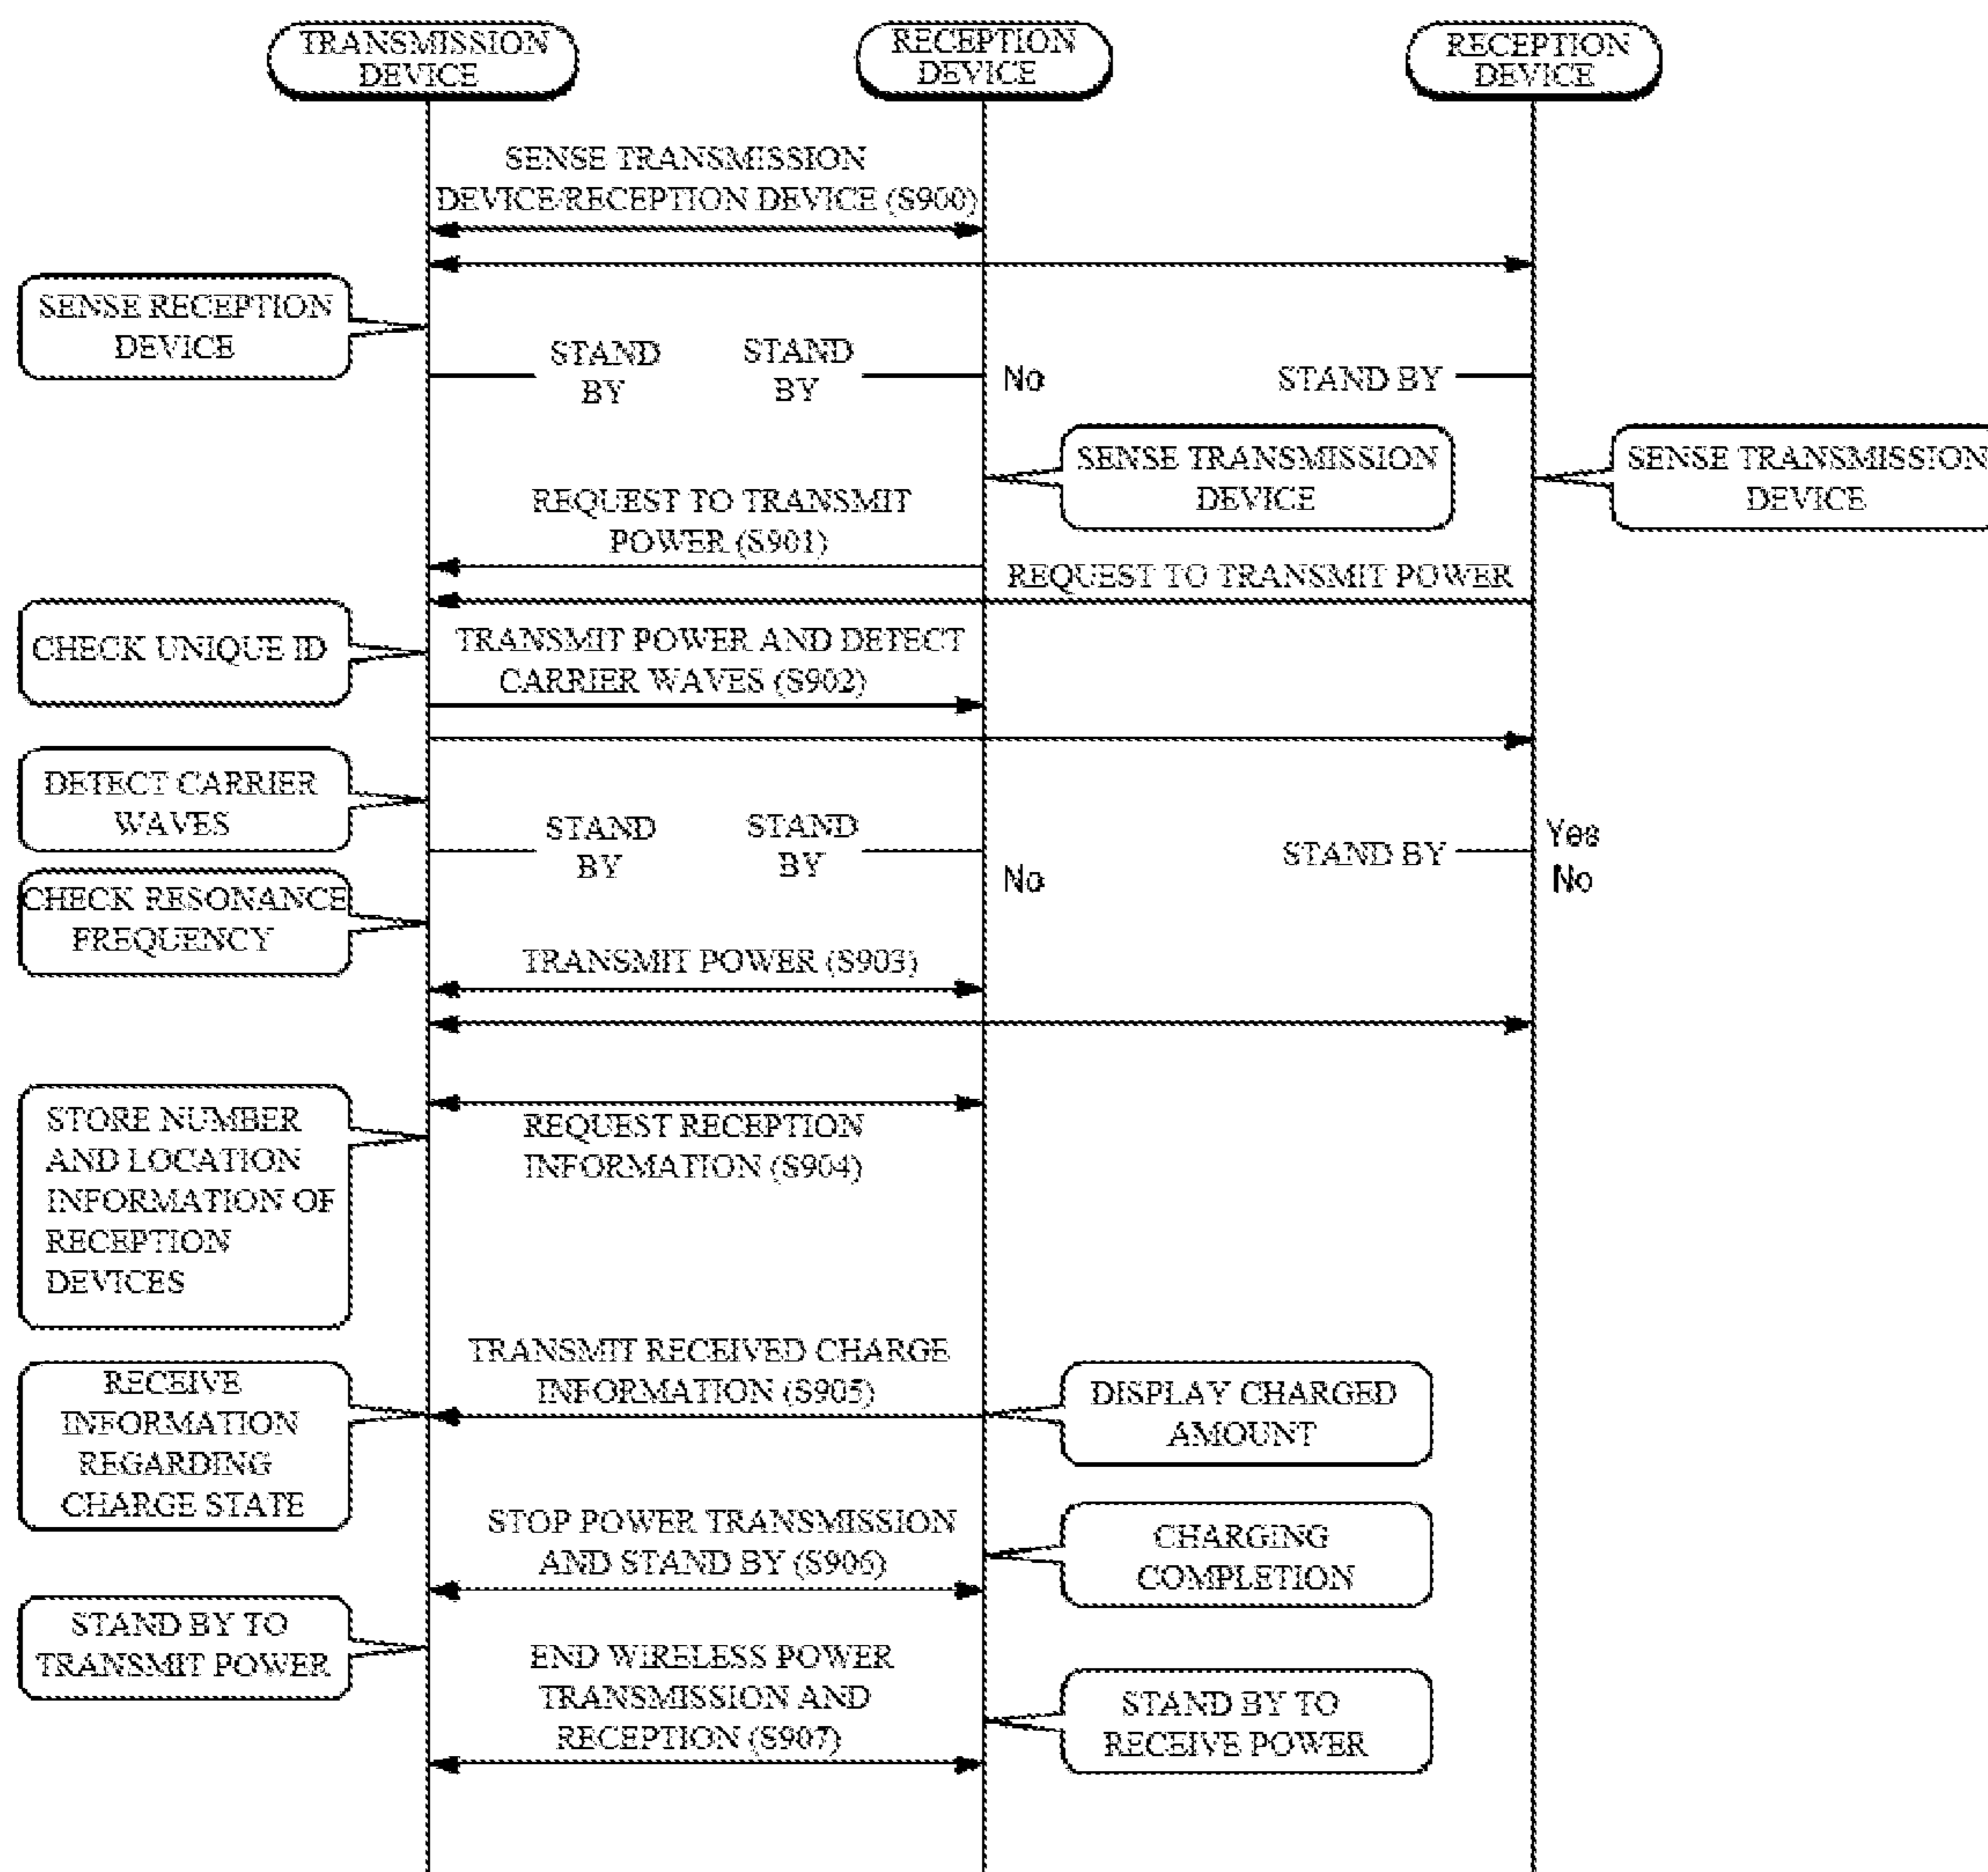 TRANSMISSION
DEVICE
RECEPTION
DEVICE
RECEPTION
DEVICE
SENSE TRANSMISSION
DEVICE/RECEPTION DEVICE (S900)
SENSE RECEPTION
DEVICE
STAND
BY
STAND
BY
No
STAND BY
SENSE TRANSMISSION
DEVICE
SENSE TRANSMISSION
DEVICE
REQUEST TO TRANSMIT
POWER (S901)
REQUEST TO TRANSMIT POWER
CHECK UNIQUE ID
TRANSMIT POWER AND DETECT
CARRIER WAVES (S902)
DETECT CARRIER
WAVES
STAND
BY
STAND
BY
No
STAND BY
Yes
No
CHECK RESONANCE
FREQUENCY
TRANSMIT POWER (S903)
STORE NUMBER
AND LOCATION
INFORMATION OF
RECEPTION
DEVICES
REQUEST RECEPTION
INFORMATION (S904)
TRANSMIT RECEIVED CHARGE
INFORMATION (S905)
RECEIVE
INFORMATION
REGARDING
CHARGE STATE
DISPLAY CHARGED
AMOUNT
STOP POWER TRANSMISSION
AND STAND BY (S906)
CHARGING
COMPLETION
STAND BY TO
TRANSMIT POWER
END WIRELESS POWER
TRANSMISSION AND
RECEPTION (S907)
STAND BY TO
RECEIVE POWER